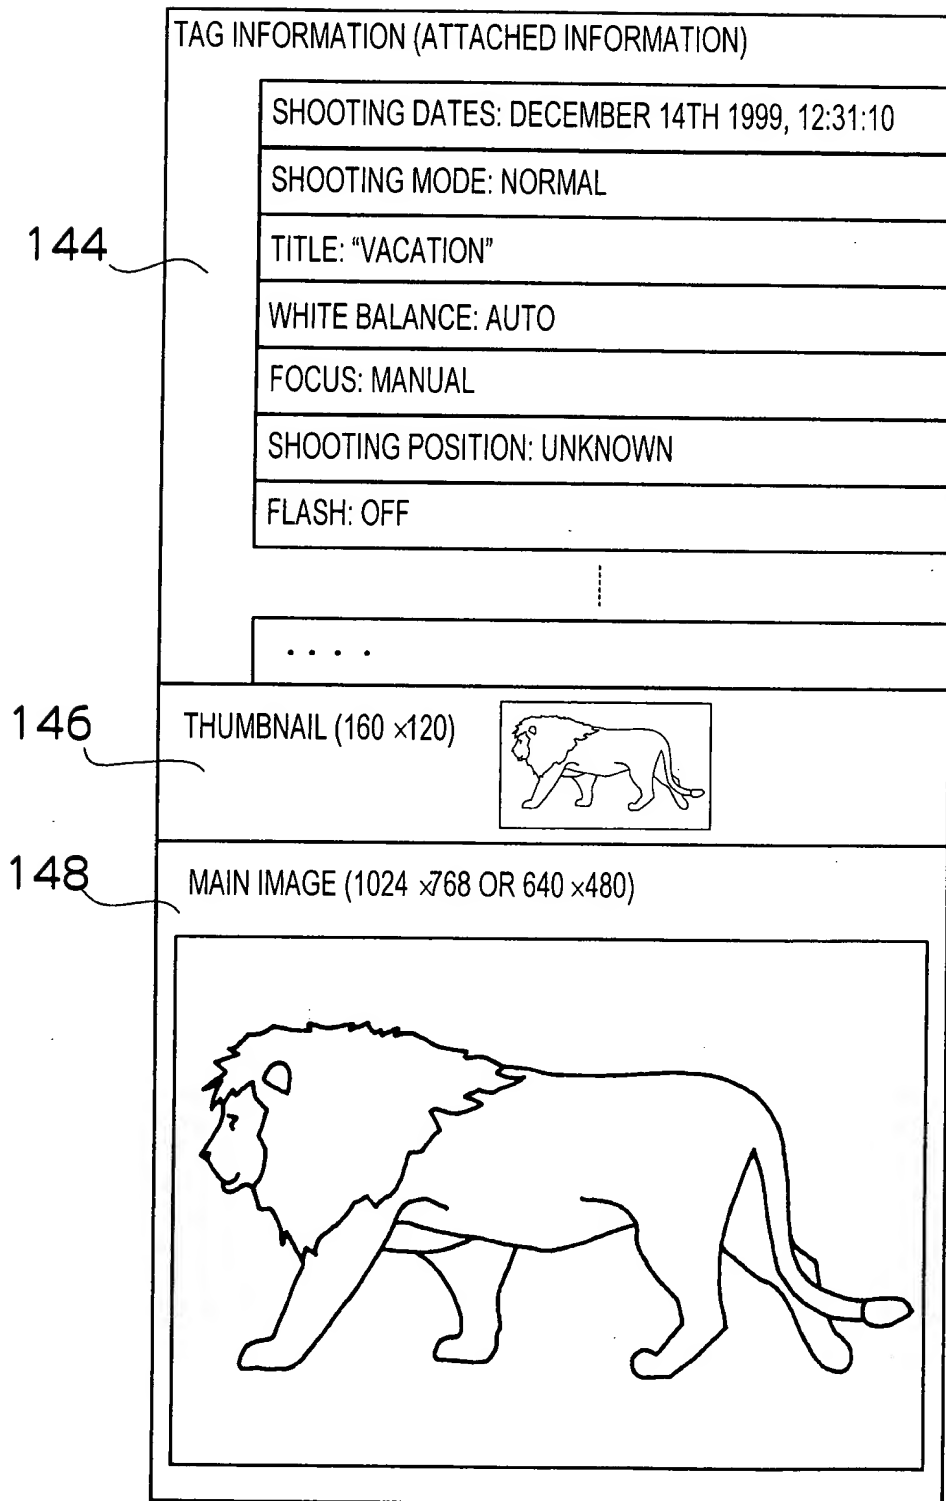 TAG INFORMATION (ATTACHED INFORMATION)
SHOOTING DATES: DECEMBER 14TH 1999, 12:31:10
SHOOTING MODE: NORMAL
144
TITLE: “VACATION”
WHITE BALANCE: AUTO
FOCUS: MANUAL
SHOOTING POSITION: UNKNOWN
FLASH: OFF
. . . .
146
THUMBNAIL (160 ×120)
148
MAIN IMAGE (1024 ×768 OR 640 ×480)